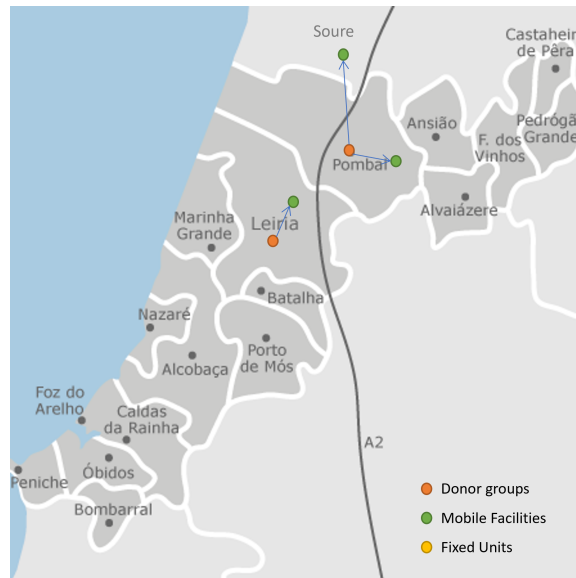 Soure
Castaheir
de Pêra
Ansião
Pedrógã
Grande
F. dos
Vinhos
Pombal
Alvaiázere
Marinha
Grande
Leiria
Batalha
Nazaré
Porto
de Mós
Alcobaça
Foz do
Arelho
Caldas
da Rainha
A2
Óbidos
Peniche
Bombarral
Donor groups
Mobile Facilities
Fixed Units